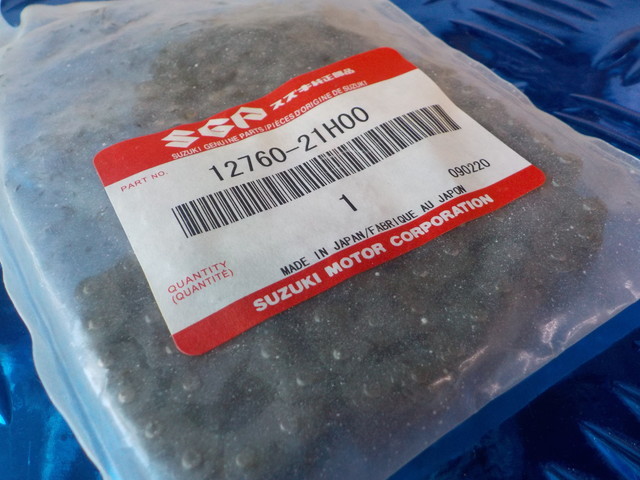 SGP スズキ純正部品
SUZUKI GENUINE PARTS/PIÈCES D'ORIGINE DE SUZUKI
PART NO.
12760-21H00
1
090220
MADE IN JAPAN/FABRIQUE AU JAPON
QUANTITY
(QUANTITÉ)
SUZUKI MOTOR CORPORATION